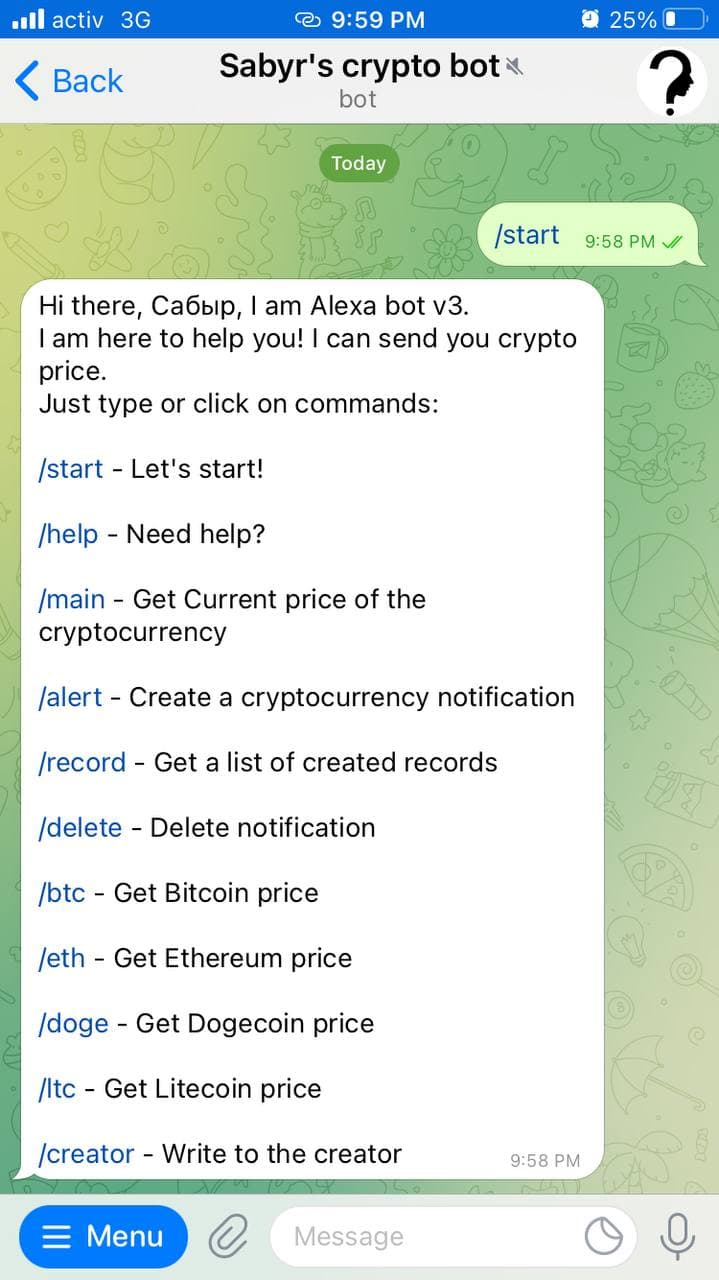 activ 3G 9:59 PM 25%
Back
Sabyr's crypto bot
bot
Today
/start 9:58 PM
Hi there, Сабыр, I am Alexa bot v3.
I am here to help you! I can send you crypto
price.
Just type or click on commands:
/start - Let's start!
/help - Need help?
/main - Get Current price of the
cryptocurrency
/alert - Create a cryptocurrency notification
/record - Get a list of created records
/delete - Delete notification
/btc - Get Bitcoin price
/eth - Get Ethereum price
/doge - Get Dogecoin price
/ltc - Get Litecoin price
/creator - Write to the creator
9:58 PM
Menu
Message